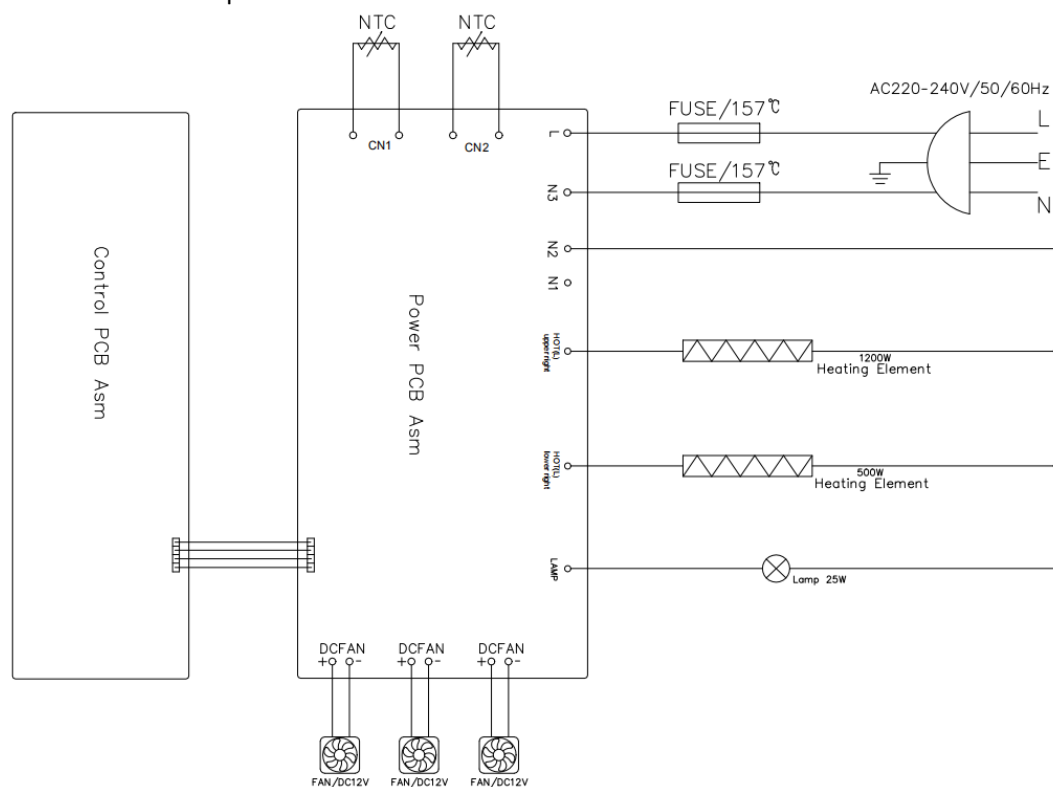 NTC
NTC
AC220-240V/50/60Hz
FUSE/157℃
L
CN1
CN2
L
E
FUSE/157℃
N3
N
N2
N1
Control PCB Asm
Power PCB Asm
HOT(L)
upper right
1200W
Heating Element
HOT(L)
lower right
500W
Heating Element
LAMP
Lamp 25W
DCFAN
+ -
DCFAN
+ -
DCFAN
+ -
FAN/DC12V
FAN/DC12V
FAN/DC12V